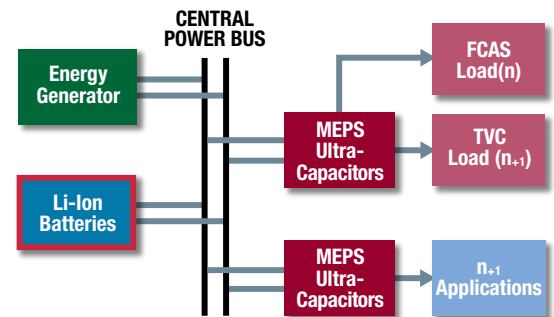 CENTRAL
POWER BUS
Energy
Generator
Li-Ion
Batteries
MEPS
Ultra-
Capacitors
FCAS
Load(n)
TVC
Load (n+1)
MEPS
Ultra-
Capacitors
n+1
Applications